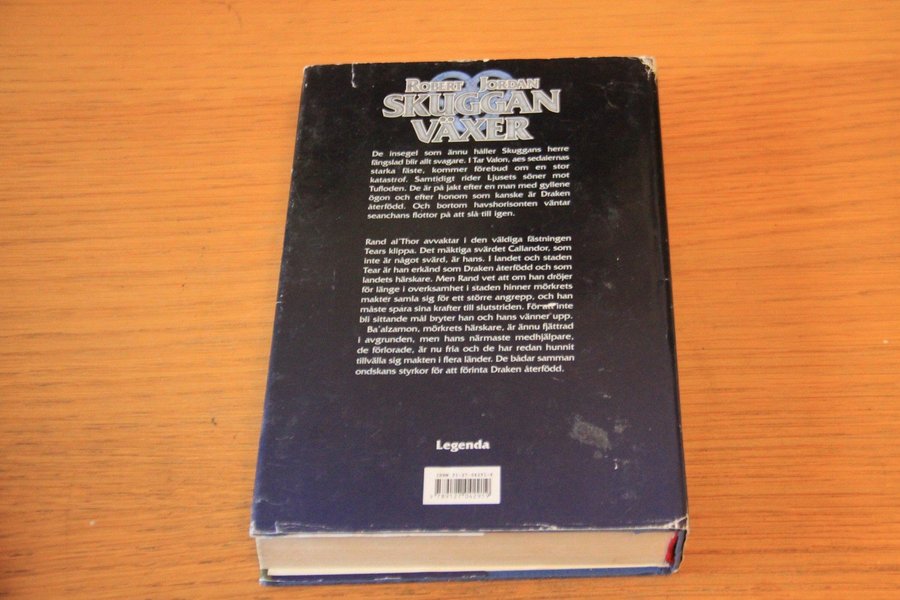 ROBERT JORDAN
SKUGGAN
VÄXER
De insegel som ännu håller Skuggans herre
fängslad blir allt svagare. I Tar Valon, aes sedaiernas
starka fäste, kommer förebud om en stor
katastrof. Samtidigt rider Ljusets söner mot
Tufloden. De är på jakt efter en man med gyllene
ögon och efter honom som kanske är Draken
återfödd. Och bortom havshorisonten väntar
seanchans flottor på att slå till igen.
Rand al'Thor avvaktar i den väldiga fästningen
Tears klippa. Det mäktiga svärdet Callandor, som
inte är något svärd, är hans. I landet och staden
Tear är han erkänd som Draken återfödd och som
landets härskare. Men Rand vet att om han dröjer
för länge i overksamhet i staden hinner mörkrets
makter samla sig för ett större angrepp, och han
måste spara sina krafter till slutstriden. För att inte
bli sittande mål bryter han och hans vänner upp.
Ba'alzamon, mörkrets härskare, är ännu fjättrad
i avgrunden, men hans närmaste medhjälpare,
de förlorade, är nu fria och de har redan hunnit
tillvälla sig makten i flera länder. De bådar samman
ondskans styrkor för att förinta Draken återfödd.
Legenda
9789127062919